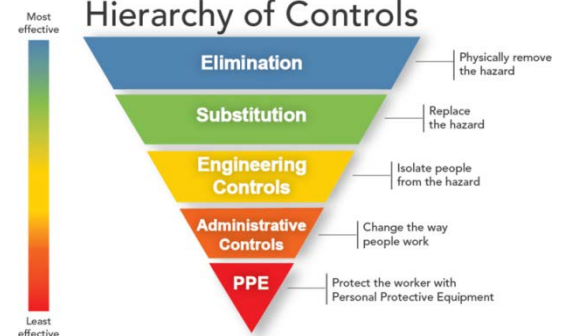 Hierarchy of Controls
Most
effective
Elimination
Physically remove
the hazard
Substitution
Replace
the hazard
Engineering
Controls
Isolate people
from the hazard
Administrative
Controls
Change the way
people work
PPE
Protect the worker with
Personal Protective Equipment
Least
effective